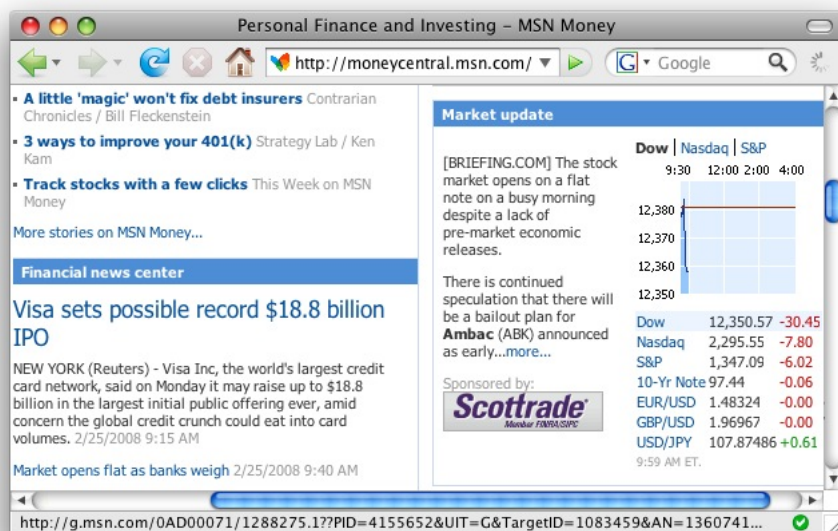 Personal Finance and Investing – MSN Money
http://moneycentral.msn.com/
Google
A little 'magic' won't fix debt insurers Contrarian
Chronicles / Bill Fleckenstein
3 ways to improve your 401(k) Strategy Lab / Ken
Kam
Track stocks with a few clicks This Week on MSN
Money
More stories on MSN Money...
Financial news center
Visa sets possible record $18.8 billion
IPO
NEW YORK (Reuters) - Visa Inc, the world's largest credit
card network, said on Monday it may raise up to $18.8
billion in the largest initial public offering ever, amid
concern the global credit crunch could eat into card
volumes. 2/25/2008 9:15 AM
Market opens flat as banks weigh 2/25/2008 9:40 AM
Market update
[BRIEFING.COM] The stock
market opens on a flat
note on a busy morning
despite a lack of
pre-market economic
releases.
There is continued
speculation that there will
be a bailout plan for
Ambac (ABK) announced
as early...more...
Sponsored by:
Scottrade
Member FINRA/SIPC
Dow | Nasdaq | S&P
9:30 12:00 2:00 4:00
12,380
12,370
12,360
12,350
Dow 12,350.57 -30.45
Nasdaq 2,295.55 -7.80
S&P 1,347.09 -6.02
10-Yr Note 97.44 -0.06
EUR/USD 1.48324 -0.00
GBP/USD 1.96967 -0.00
USD/JPY 107.87486 +0.61
9:59 AM ET.
http://g.msn.com/0AD00071/1288275.1??PID=4155652&UIT=G&TargetID=1083459&AN=1360741...